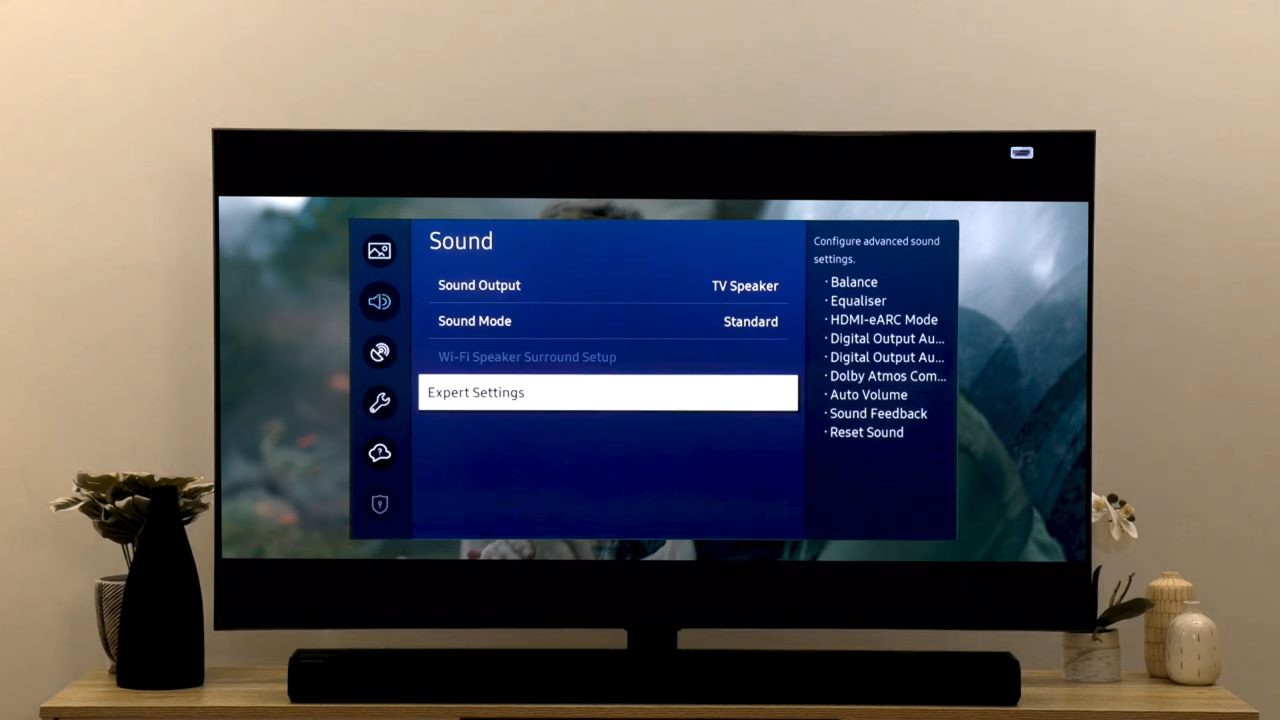 Sound
Sound Output TV Speaker
Sound Mode Standard
Wi-Fi Speaker Surround Setup
Expert Settings
Configure advanced sound
settings.
· Balance
· Equaliser
· HDMI-eARC Mode
· Digital Output Au...
· Digital Output Au...
· Dolby Atmos Com...
· Auto Volume
· Sound Feedback
· Reset Sound